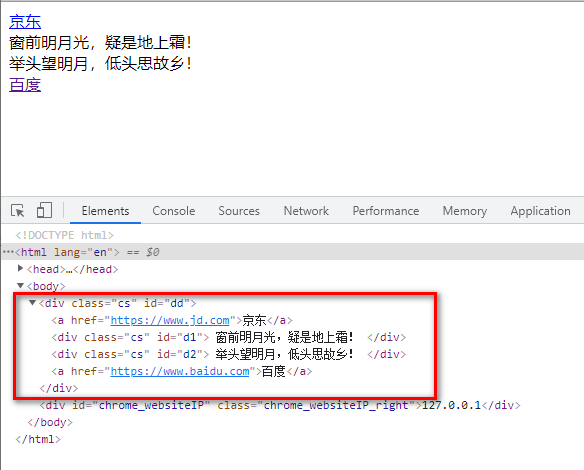 京东
窗前明月光，疑是地上霜！
举头望明月，低头思故乡！
百度
Elements Console Sources Network Performance Memory Application
<!DOCTYPE html>
…<html lang="en"> == $0
<head>…</head>
<body>
<div class="cs" id="dd">
<a href="https://www.jd.com">京东</a>
<div class="cs" id="d1"> 窗前明月光，疑是地上霜！ </div>
<div class="cs" id="d2"> 举头望明月，低头思故乡！ </div>
<a href="https://www.baidu.com">百度</a>
</div>
<div id="chrome_websiteIP" class="chrome_websiteIP_right">127.0.0.1</div>
</body>
</html>